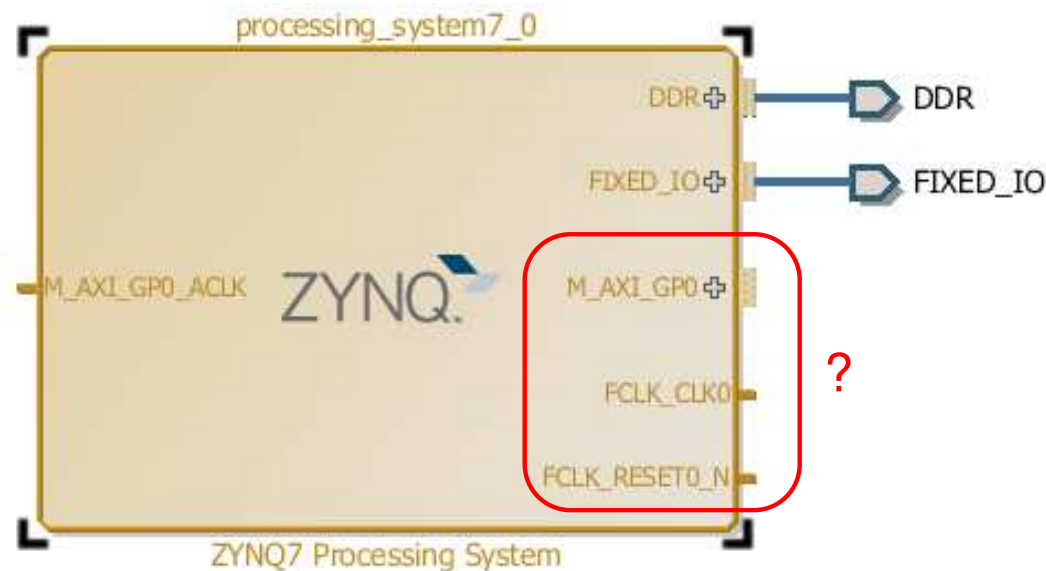 processing_system7_0
DDR
DDR
FIXED_IO
FIXED_IO
M_AXI_GP0_ACLK
ZYNQ.
M_AXI_GP0
?
FCLK_CLK0
FCLK_RESET0_N
ZYNQ7 Processing System